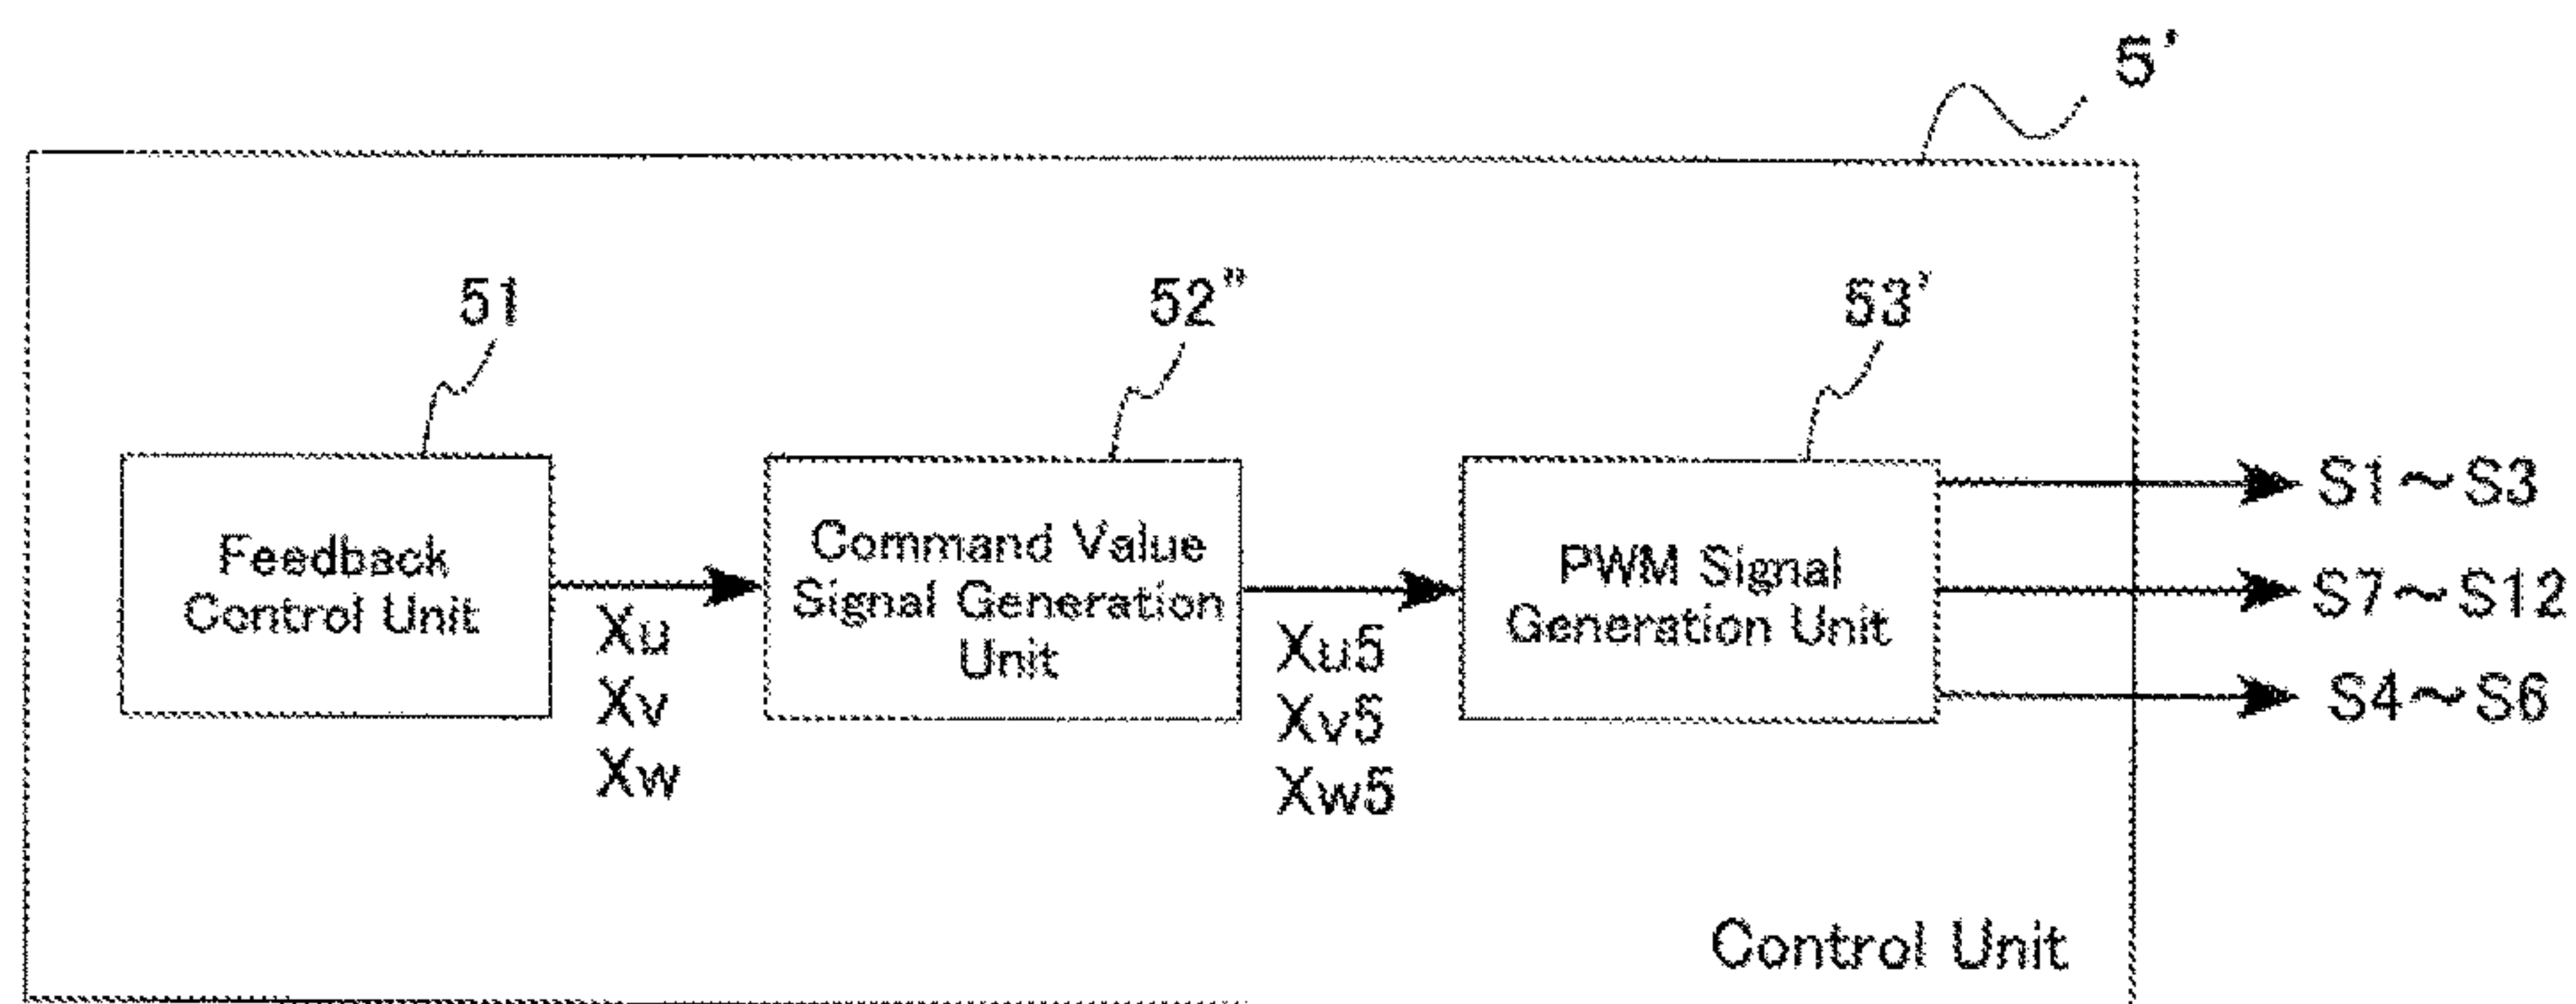 5'
51
52"
53'
Feedback
Control Unit
Xu
Xv
Xw
Command Value
Signal Generation
Unit
Xu5
Xv5
Xw5
PWM Signal
Generation Unit
S1～S3
S7～S12
S4～S6
Control Unit